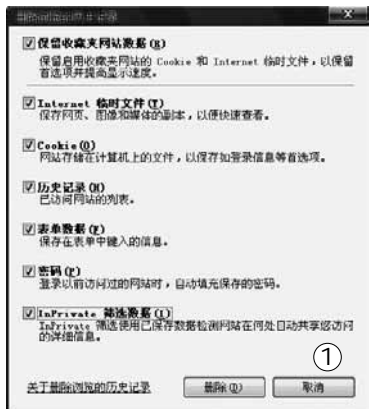 删除浏览的历史记录
保留收藏夹网站数据(R)
保留启用收藏夹网站的 Cookie 和 Internet 临时文件，以保留
首选项并提高显示速度。
Internet 临时文件(T)
保存网页、图像和媒体的副本，以便快速查看。
Cookie(O)
网站存储在计算机上的文件，以保存如登录信息等首选项。
历史记录(H)
已访问网站的列表。
表单数据(F)
保存在表单中键入的信息。
密码(P)
登录以前访问过的网站时，自动填充保存的密码。
InPrivate 筛选数据(I)
InPrivate 筛选使用已保存数据检测网站在何处自动共享您访问
的详细信息。
①
关于删除浏览的历史记录 删除(D) 取消